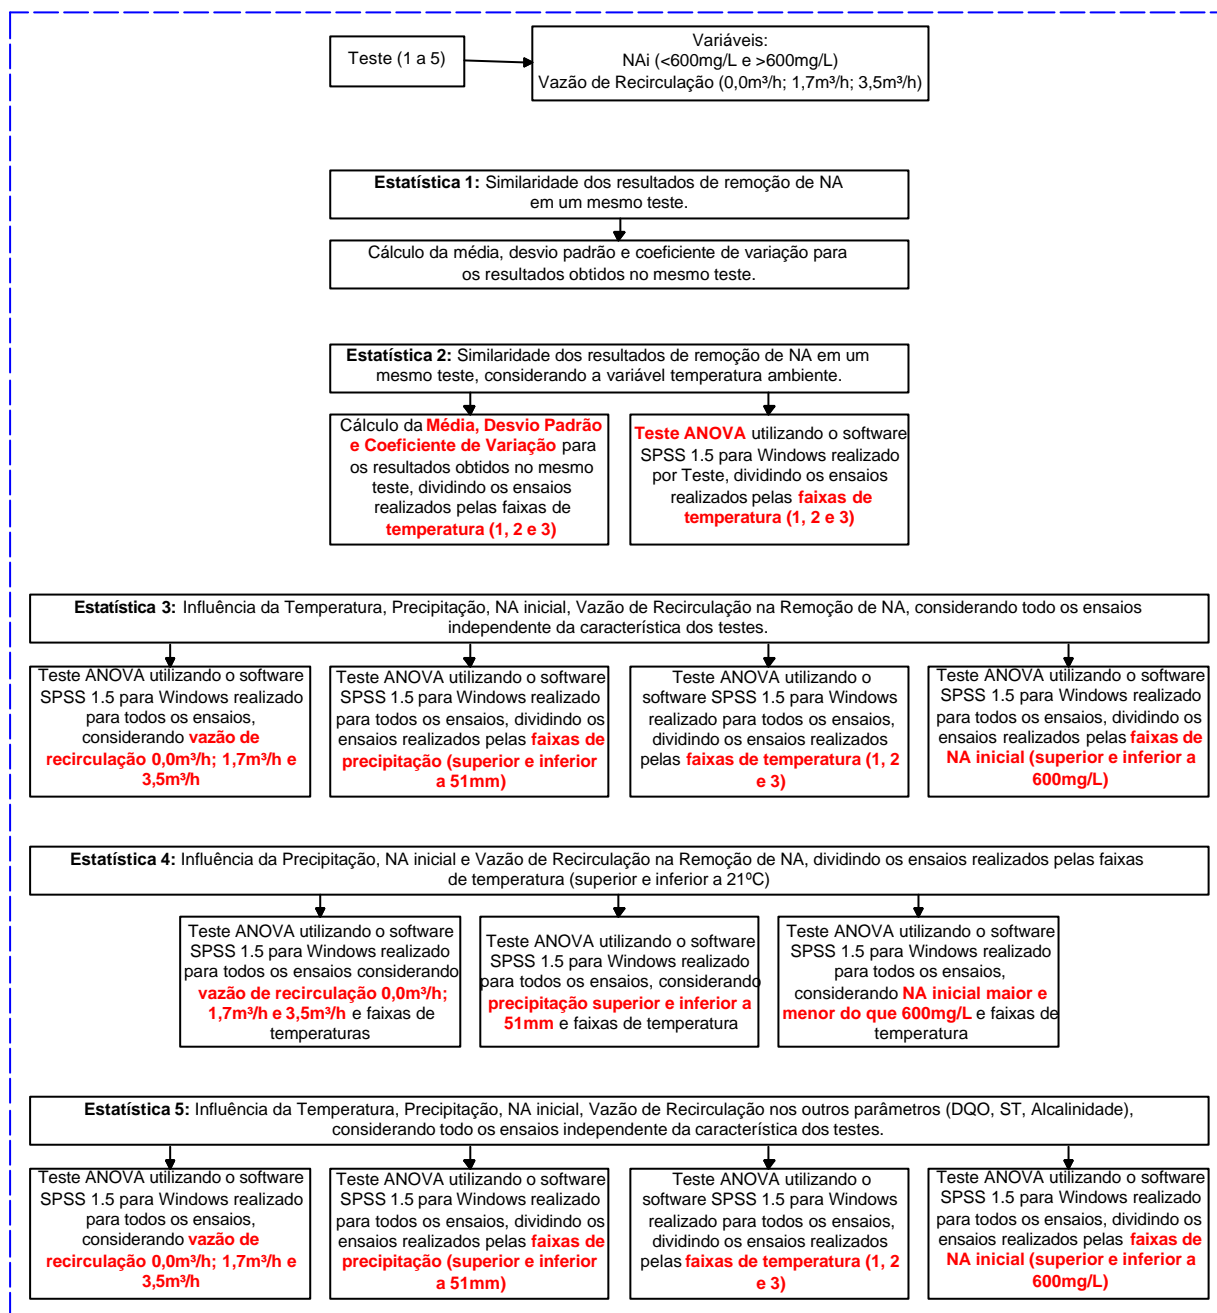 Teste (1 a 5)
Variáveis:
NAi (<600mg/L e >600mg/L)
Vazão de Recirculação (0,0m³/h; 1,7m³/h; 3,5m³/h)
Estatística 1: Similaridade dos resultados de remoção de NA
em um mesmo teste.
Cálculo da média, desvio padrão e coeficiente de variação para
os resultados obtidos no mesmo teste.
Estatística 2: Similaridade dos resultados de remoção de NA em um
mesmo teste, considerando a variável temperatura ambiente.
Cálculo da Média, Desvio Padrão
e Coeficiente de Variação para
os resultados obtidos no mesmo
teste, dividindo os ensaios
realizados pelas faixas de
temperatura (1, 2 e 3)
Teste ANOVA utilizando o software
SPSS 1.5 para Windows realizado
por Teste, dividindo os ensaios
realizados pelas faixas de
temperatura (1, 2 e 3)
Estatística 3: Influência da Temperatura, Precipitação, NA inicial, Vazão de Recirculação na Remoção de NA, considerando todo os ensaios
independente da característica dos testes.
Teste ANOVA utilizando o software
SPSS 1.5 para Windows realizado
para todos os ensaios,
considerando vazão de
recirculação 0,0m³/h; 1,7m³/h e
3,5m³/h
Teste ANOVA utilizando o software
SPSS 1.5 para Windows realizado
para todos os ensaios, dividindo os
ensaios realizados pelas faixas de
precipitação (superior e inferior
a 51mm)
Teste ANOVA utilizando o
software SPSS 1.5 para Windows
realizado para todos os ensaios,
dividindo os ensaios realizados
pelas faixas de temperatura (1, 2
e 3)
Teste ANOVA utilizando o software
SPSS 1.5 para Windows realizado
para todos os ensaios, dividindo os
ensaios realizados pelas faixas de
NA inicial (superior e inferior a
600mg/L)
Estatística 4: Influência da Precipitação, NA inicial e Vazão de Recirculação na Remoção de NA, dividindo os ensaios realizados pelas faixas
de temperatura (superior e inferior a 21ºC)
Teste ANOVA utilizando o software
SPSS 1.5 para Windows realizado
para todos os ensaios considerando
vazão de recirculação 0,0m³/h;
1,7m³/h e 3,5m³/h e faixas de
temperaturas
Teste ANOVA utilizando o software
SPSS 1.5 para Windows realizado
para todos os ensaios, considerando
precipitação superior e inferior a
51mm e faixas de temperatura
Teste ANOVA utilizando o software
SPSS 1.5 para Windows realizado
para todos os ensaios,
considerando NA inicial maior e
menor do que 600mg/L e faixas de
temperatura
Estatística 5: Influência da Temperatura, Precipitação, NA inicial, Vazão de Recirculação nos outros parâmetros (DQO, ST, Alcalinidade),
considerando todo os ensaios independente da característica dos testes.
Teste ANOVA utilizando o software
SPSS 1.5 para Windows realizado
para todos os ensaios,
considerando vazão de
recirculação 0,0m³/h; 1,7m³/h e
3,5m³/h
Teste ANOVA utilizando o software
SPSS 1.5 para Windows realizado
para todos os ensaios, dividindo os
ensaios realizados pelas faixas de
precipitação (superior e inferior
a 51mm)
Teste ANOVA utilizando o
software SPSS 1.5 para Windows
realizado para todos os ensaios,
dividindo os ensaios realizados
pelas faixas de temperatura (1, 2
e 3)
Teste ANOVA utilizando o software
SPSS 1.5 para Windows realizado
para todos os ensaios, dividindo os
ensaios realizados pelas faixas de
NA inicial (superior e inferior a
600mg/L)